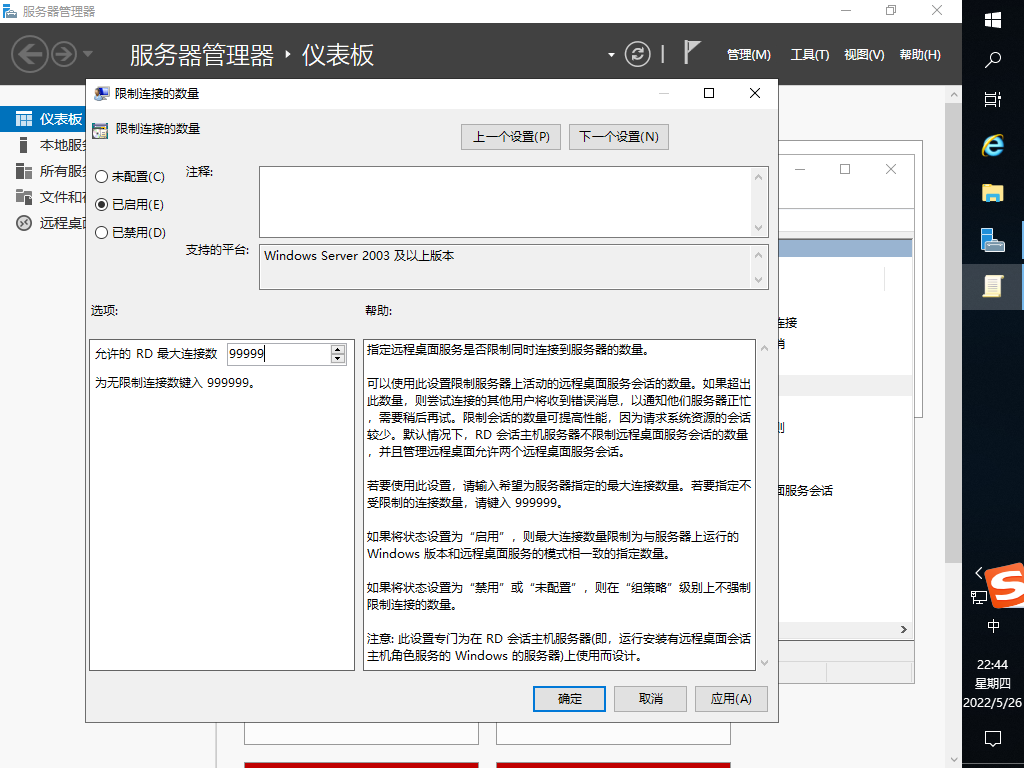 服务器管理器
服务器管理器 ‣ 仪表板
管理(M) 工具(T) 视图(V) 帮助(H)
仪表板
本地服务
所有服
文件和
远程桌面
限制连接的数量
限制连接的数量
上一个设置(P) 下一个设置(N)
未配置(C)
已启用(E)
已禁用(D)
注释:
支持的平台:
Windows Server 2003 及以上版本
选项:
帮助:
允许的 RD 最大连接数 99999
为无限制连接数键入 999999。
指定远程桌面服务是否限制同时连接到服务器的数量。
可以使用此设置限制服务器上活动的远程桌面服务会话的数量。如果超出
此数量，则尝试连接的其他用户将收到错误消息，以通知他们服务器正忙
，需要稍后再试。限制会话的数量可提高性能，因为请求系统资源的会话
较少。默认情况下，RD 会话主机服务器不限制远程桌面服务会话的数量
，并且管理远程桌面允许两个远程桌面服务会话。
若要使用此设置，请输入希望为服务器指定的最大连接数量。若要指定不
受限制的连接数量，请键入 999999。
如果将状态设置为“启用”，则最大连接数量限制为与服务器上运行的
Windows 版本和远程桌面服务的模式相一致的指定数量。
如果将状态设置为“禁用”或“未配置”，则在“组策略”级别上不强制
限制连接的数量。
注意: 此设置专门为在 RD 会话主机服务器(即，运行安装有远程桌面会话
主机角色服务的 Windows 的服务器)上使用而设计。
确定 取消 应用(A)
连接
面服务会话
中
22:44
星期四
2022/5/26